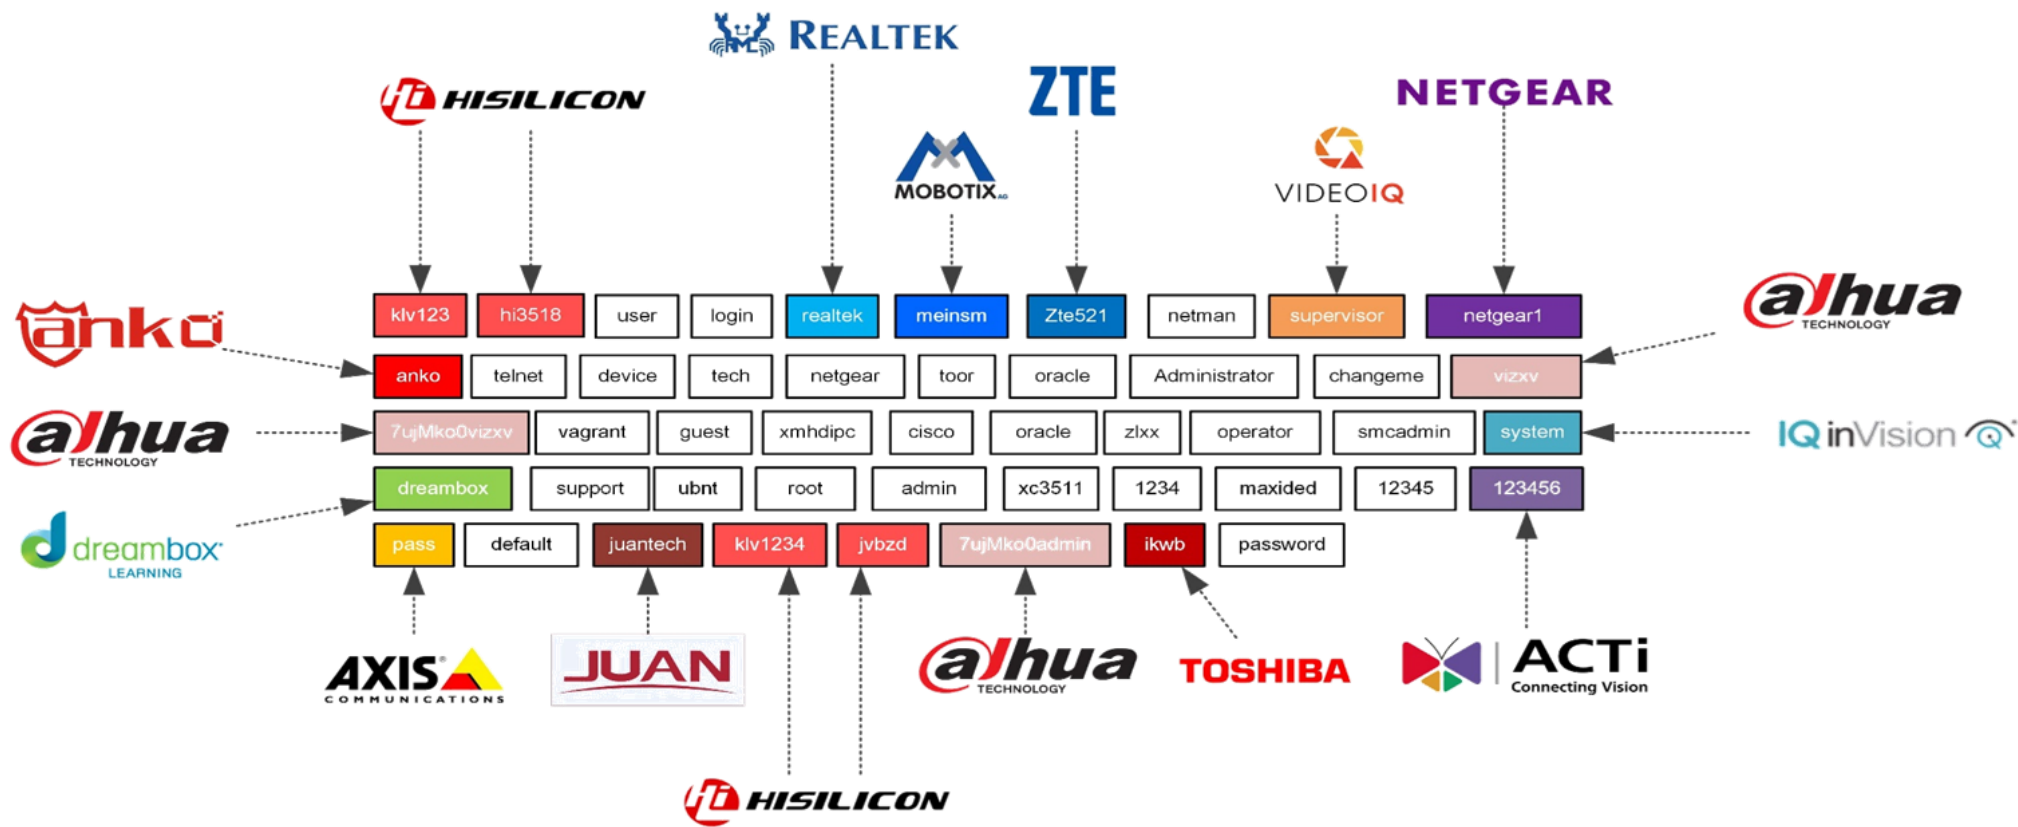 REALTEK
HISILICON
ZTE
NETGEAR
MOBOTIX AG
VIDEOIQ
klv123 hi3518 user login realtek meinsm Zte521 netman supervisor netgear1
anko
alhua
TECHNOLOGY
anko telnet device tech netgear toor oracle Administrator changeme vizxv
alhua
TECHNOLOGY
7ujMko0vizxv vagrant guest xmhdipc cisco oracle zlxx operator smcadmin system
IQinVision
dreambox support ubnt root admin xc3511 1234 maxided 12345 123456
dreambox
LEARNING
pass default juantech klv1234 jvbzd 7ujMko0admin ikwb password
AXIS
COMMUNICATIONS
JUAN
alhua
TECHNOLOGY
TOSHIBA
ACTi
Connecting Vision
HISILICON